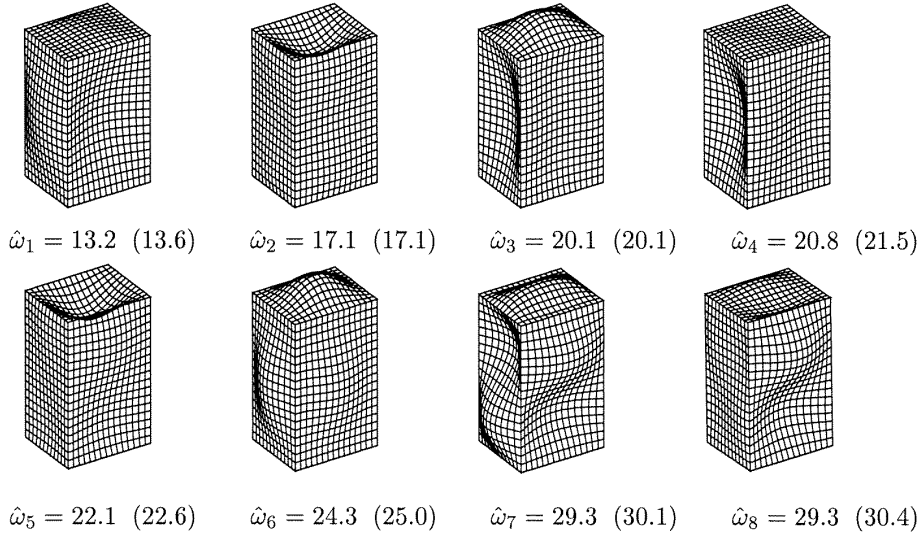 ω̂₁ = 13.2 (13.6) ω̂₂ = 17.1 (17.1) ω̂₃ = 20.1 (20.1) ω̂₄ = 20.8 (21.5)
ω̂₅ = 22.1 (22.6) ω̂₆ = 24.3 (25.0) ω̂₇ = 29.3 (30.1) ω̂₈ = 29.3 (30.4)